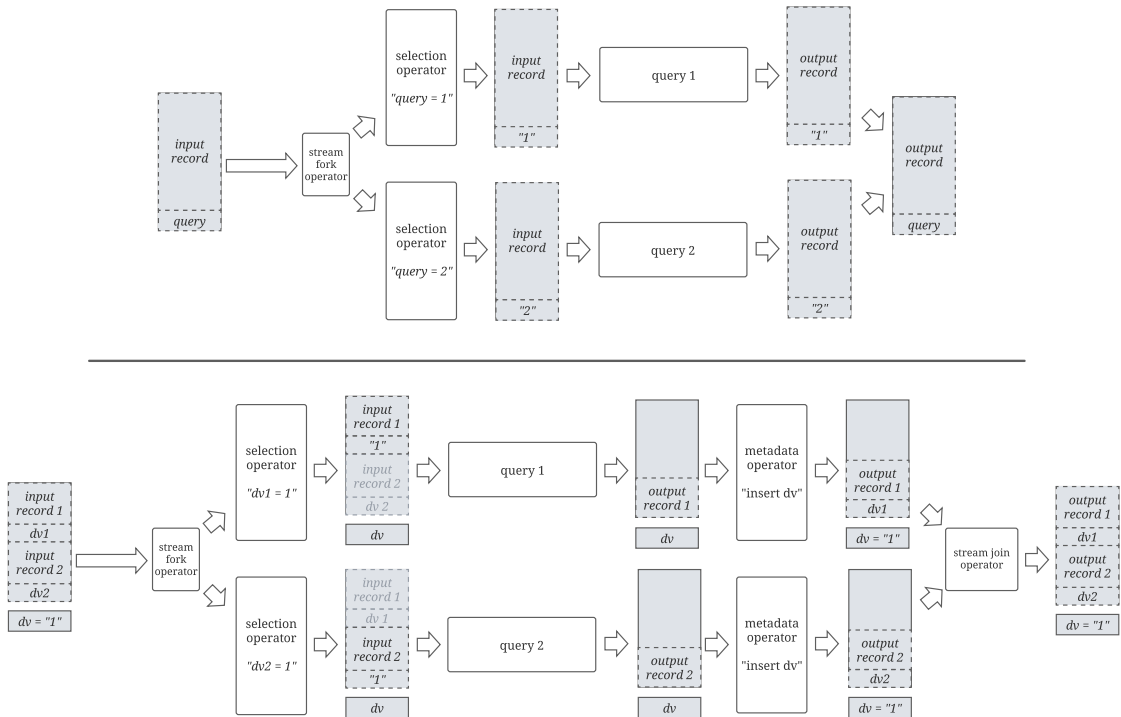 input
record
query
stream
fork
operator
selection
operator
"query = 1"
input
record
"1"
query 1
output
record
"1"
selection
operator
"query = 2"
input
record
"2"
query 2
output
record
"2"
output
record
query
input
record 1
dv1
input
record 2
dv2
dv = "1"
stream
fork
operator
selection
operator
"dv1 = 1"
input
record 1
"1"
input
record 2
dv 2
dv
query 1
output
record 1
dv
metadata
operator
"insert dv"
output
record 1
dv1
dv = "1"
selection
operator
"dv2 = 1"
input
record 1
dv 1
input
record 2
"1"
dv
query 2
output
record 2
dv
metadata
operator
"insert dv"
output
record 2
dv2
dv = "1"
stream join
operator
output
record 1
dv1
output
record 2
dv2
dv = "1"